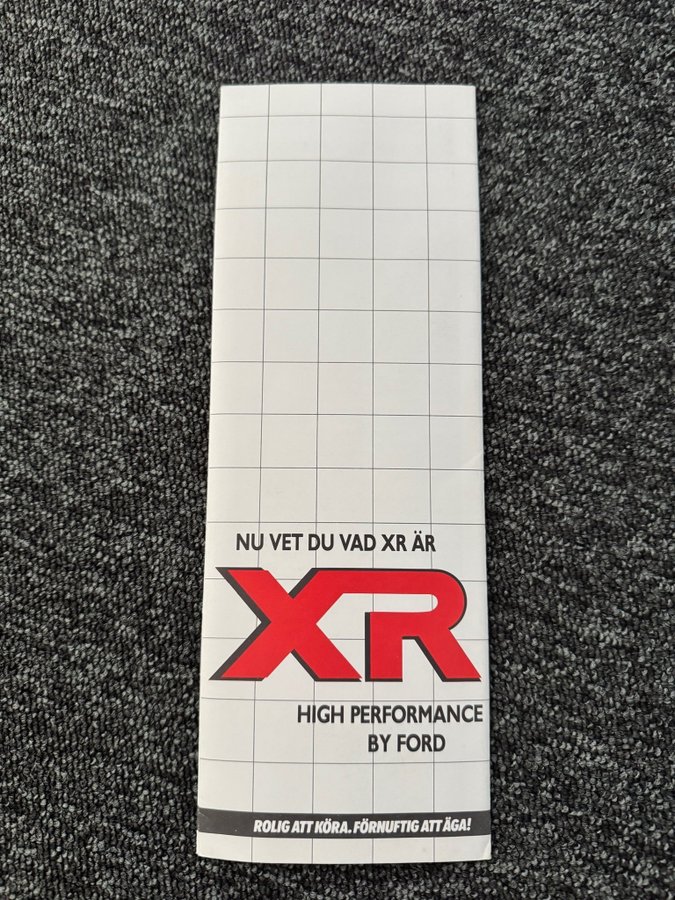 NU VET DU VAD XR ÄR
XR
HIGH PERFORMANCE
BY FORD
ROLIG ATT KÖRA. FÖRNUFTIG ATT ÄGA!